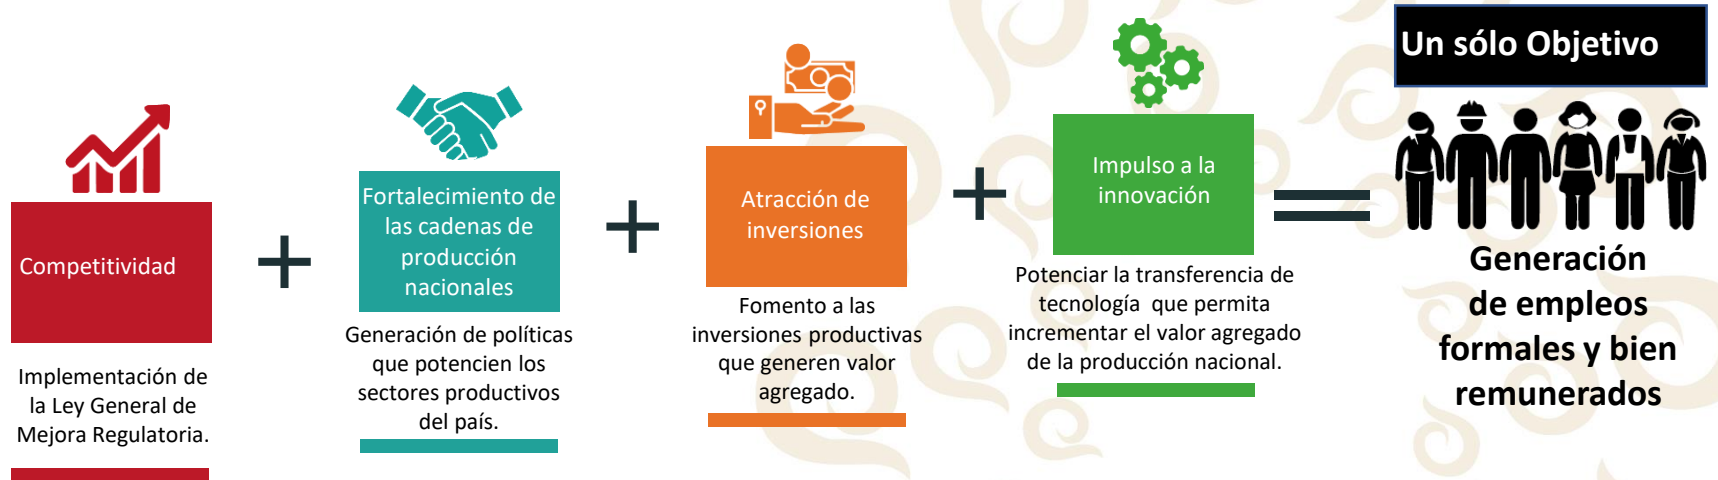 Competitividad
Implementación de
la Ley General de
Mejora Regulatoria.
+
Fortalecimiento de
las cadenas de
producción
nacionales
Generación de políticas
que potencien los
sectores productivos
del país.
+
Atracción de
inversiones
Fomento a las
inversiones productivas
que generen valor
agregado.
+
Impulso a la
innovación
Potenciar la transferencia de
tecnología que permita
incrementar el valor agregado
de la producción nacional.
=
Un sólo Objetivo
Generación
de empleos
formales y bien
remunerados